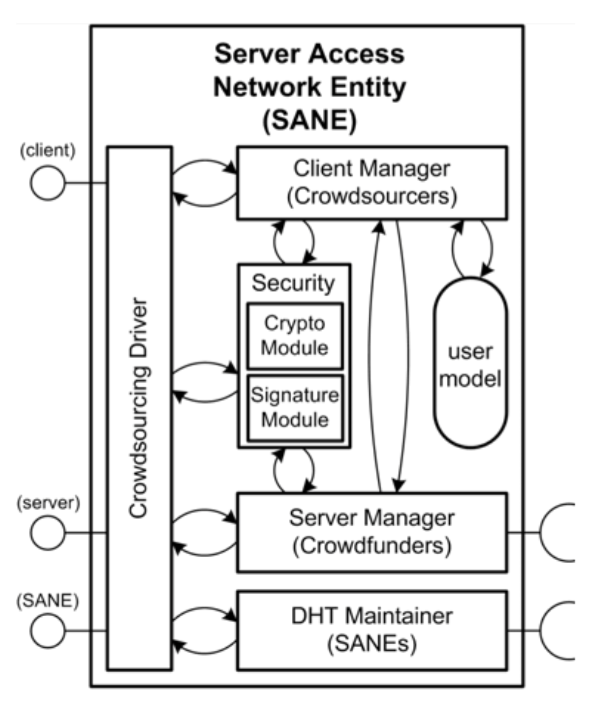 Server Access
Network Entity
(SANE)
(client)
Client Manager
(Crowdsourcers)
Security
Crypto
Module
Signature
Module
user
model
Crowdsourcing Driver
(server)
Server Manager
(Crowdfunders)
(SANE)
DHT Maintainer
(SANEs)